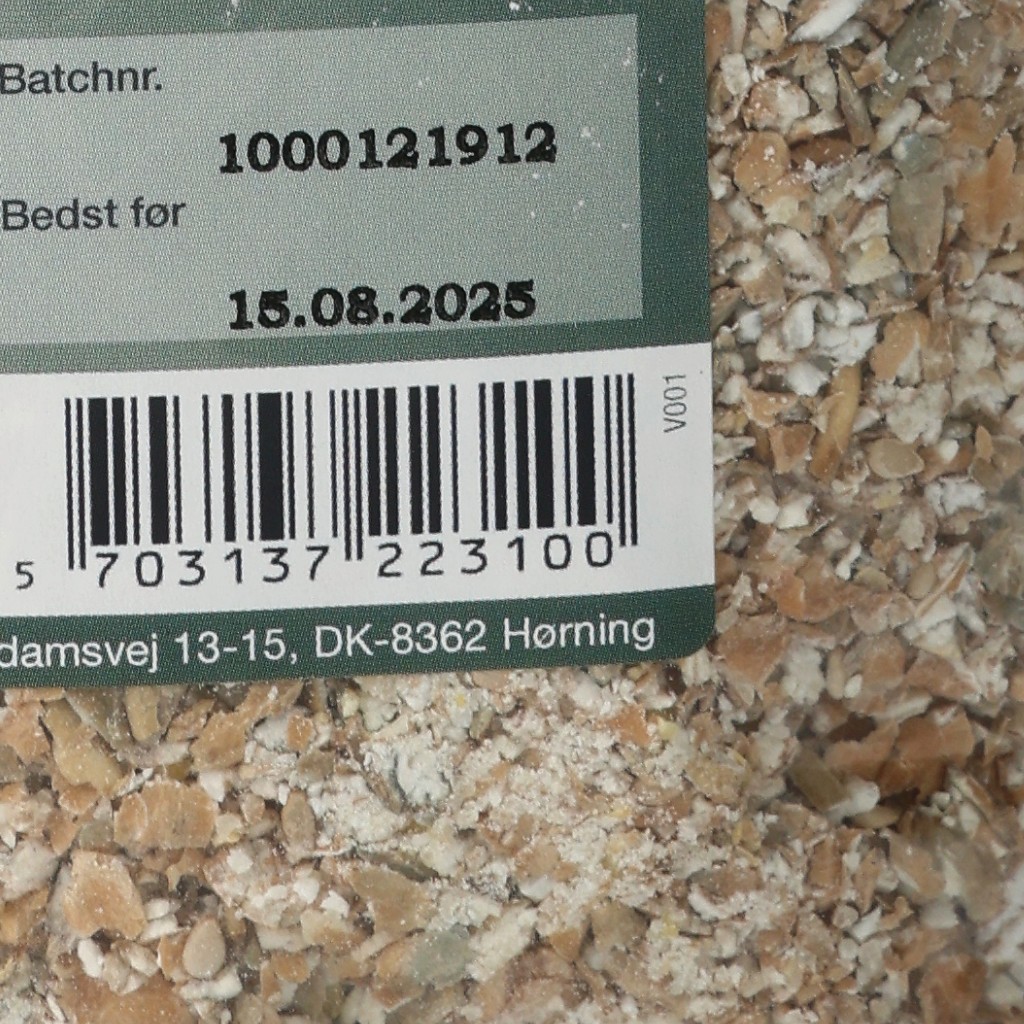 Batchnr.
1000121912
Bedst før
15.08.2025
V001
5 703137 223100
damsvej 13-15, DK-8362 Hørning